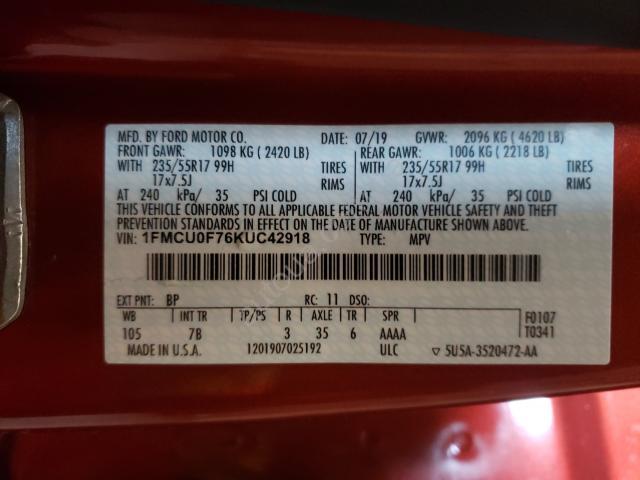 MFD. BY FORD MOTOR CO. DATE: 07/19 GVWR: 2096 KG ( 4620 LB)
FRONT GAWR: 1098 KG ( 2420 LB) REAR GAWR: 1006 KG ( 2218 LB)
WITH 235/55R17 99H TIRES WITH 235/55R17 99H TIRES
17x7.5J RIMS 17x7.5J RIMS
AT 240 kPa/ 35 PSI COLD AT 240 kPa/ 35 PSI COLD
THIS VEHICLE CONFORMS TO ALL APPLICABLE FEDERAL MOTOR VEHICLE SAFETY AND THEFT
PREVENTION STANDARDS IN EFFECT ON THE DATE OF MANUFACTURE SHOWN ABOVE.
VIN: 1FMCU0F76KUC42918 TYPE: MPV
EXT PNT: BP RC: 11 DSO:
WB INT TR TP/PS R AXLE TR SPR F0107
105 7B 3 35 6 AAAA T0341
MADE IN U.S.A. 1201907025192 ULC ▽ 5U5A-3520472-AA